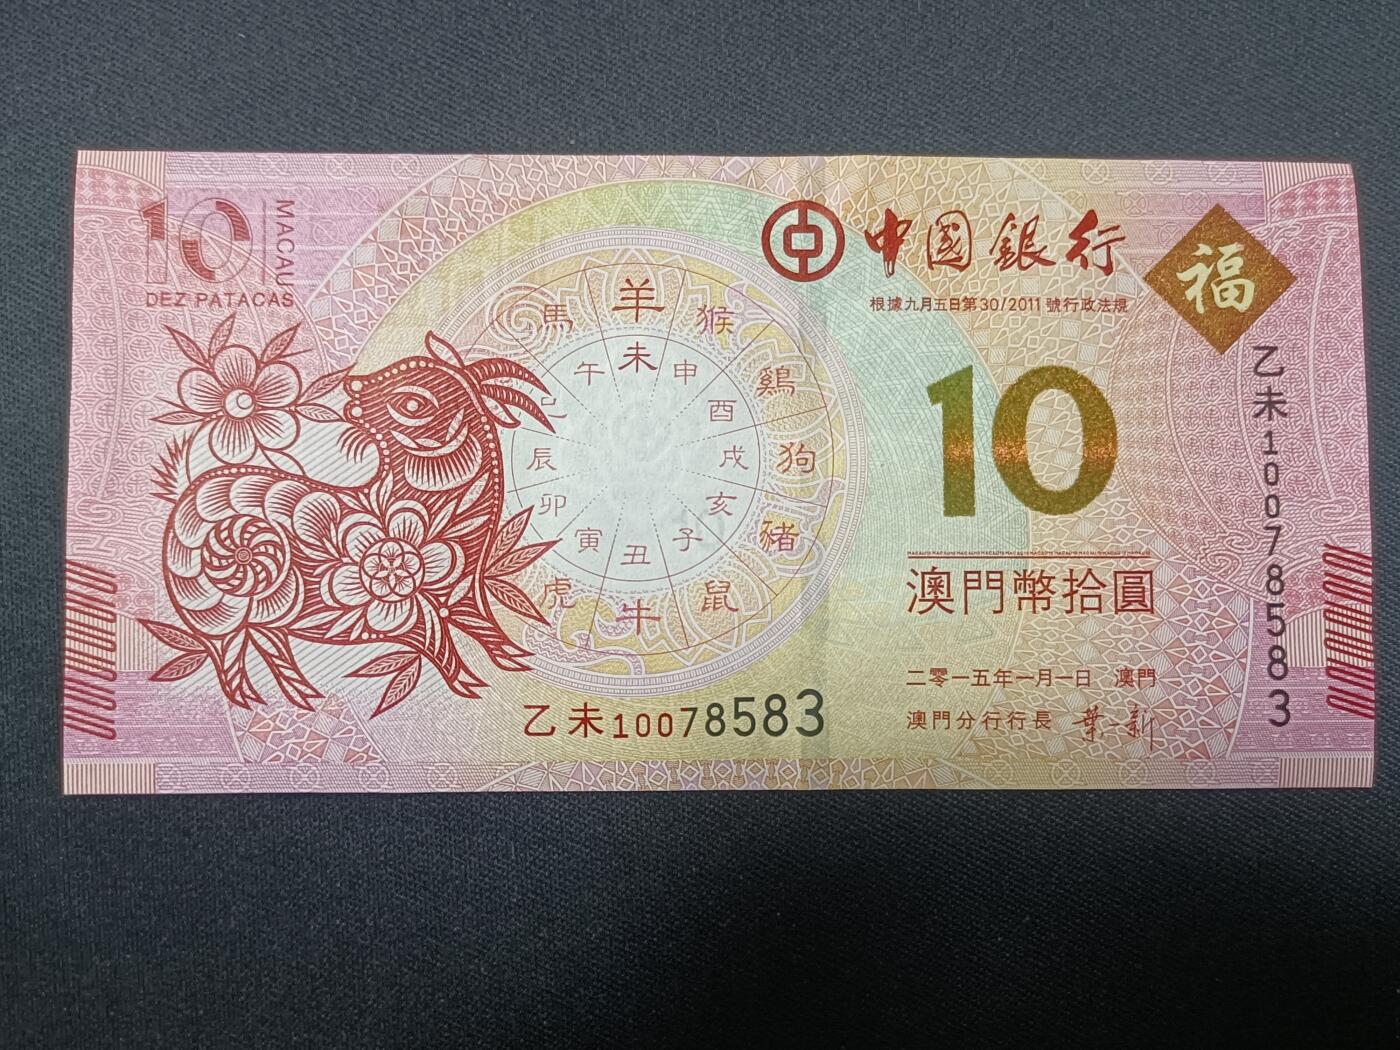 10
MACAU
DEZ PATACAS
中國銀行
根據九月五日第30/2011號行政法規
福
10
澳門幣拾圓
二零一五年一月一日 澳門
澳門分行行長 葉一新
乙未10078583
乙未10078583
羊
猴
鷄
狗
豬
鼠
牛
虎
馬
未
申
酉
戌
亥
子
丑
寅
卯
辰
巳
午